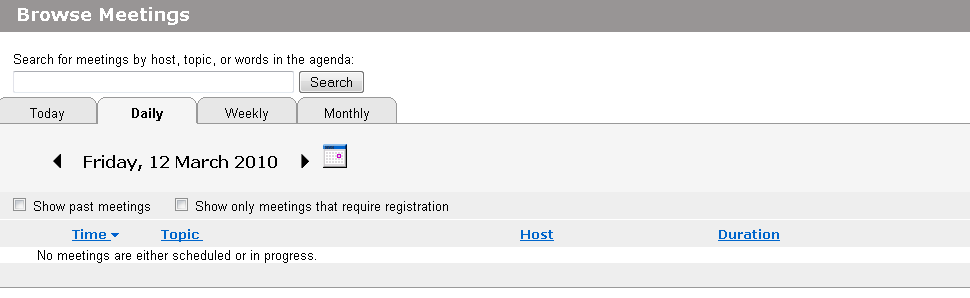 Browse Meetings
Search for meetings by host, topic, or words in the agenda:
Search
Today Daily Weekly Monthly
Friday, 12 March 2010
Show past meetings Show only meetings that require registration
Time Topic Host Duration
No meetings are either scheduled or in progress.